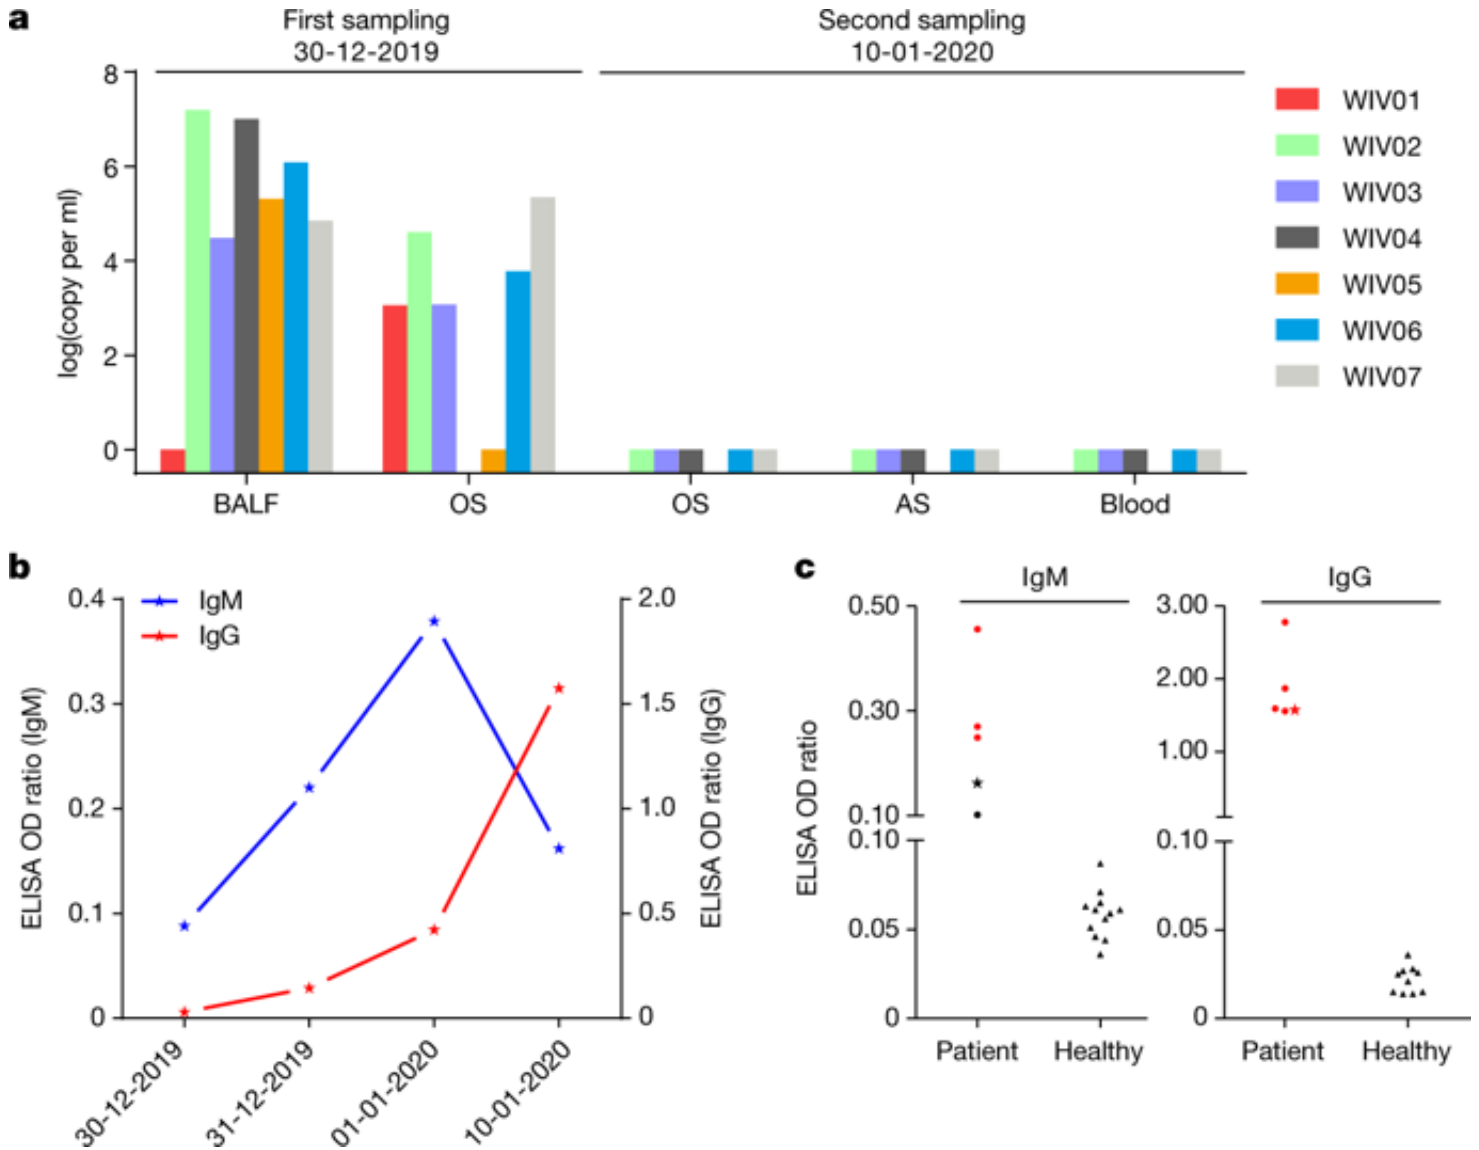 a
First sampling
30-12-2019
Second sampling
10-01-2020
8
6
4
2
0
log(copy per ml)
BALF
OS
OS
AS
Blood
WIV01
WIV02
WIV03
WIV04
WIV05
WIV06
WIV07
b
IgM
IgG
0.4
0.3
0.2
0.1
0
ELISA OD ratio (IgM)
2.0
1.5
1.0
0.5
0
ELISA OD ratio (IgG)
30-12-2019
31-12-2019
01-01-2020
10-01-2020
c
IgM
0.50
0.30
0.10
0.10
0.05
0
ELISA OD ratio
Patient
Healthy
IgG
3.00
2.00
1.00
0.10
0.05
0
Patient
Healthy